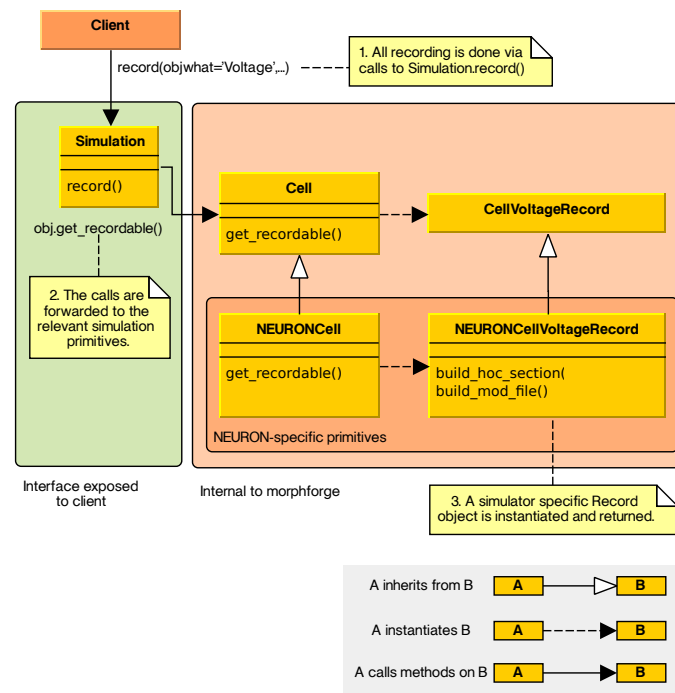 Client
record(objwhat='Voltage',...)
1. All recording is done via
calls to Simulation.record()
Simulation
record()
obj.get_recordable()
2. The calls are
forwarded to the
relevant simulation
primitives.
Cell
get_recordable()
CellVoltageRecord
NEURONCell
get_recordable()
NEURONCellVoltageRecord
build_hoc_section(
build_mod_file()
NEURON-specific primitives
Interface exposed
to client
Internal to morphforge
3. A simulator specific Record
object is instantiated and returned.
A inherits from B
A
B
A instantiates B
A
B
A calls methods on B
A
B